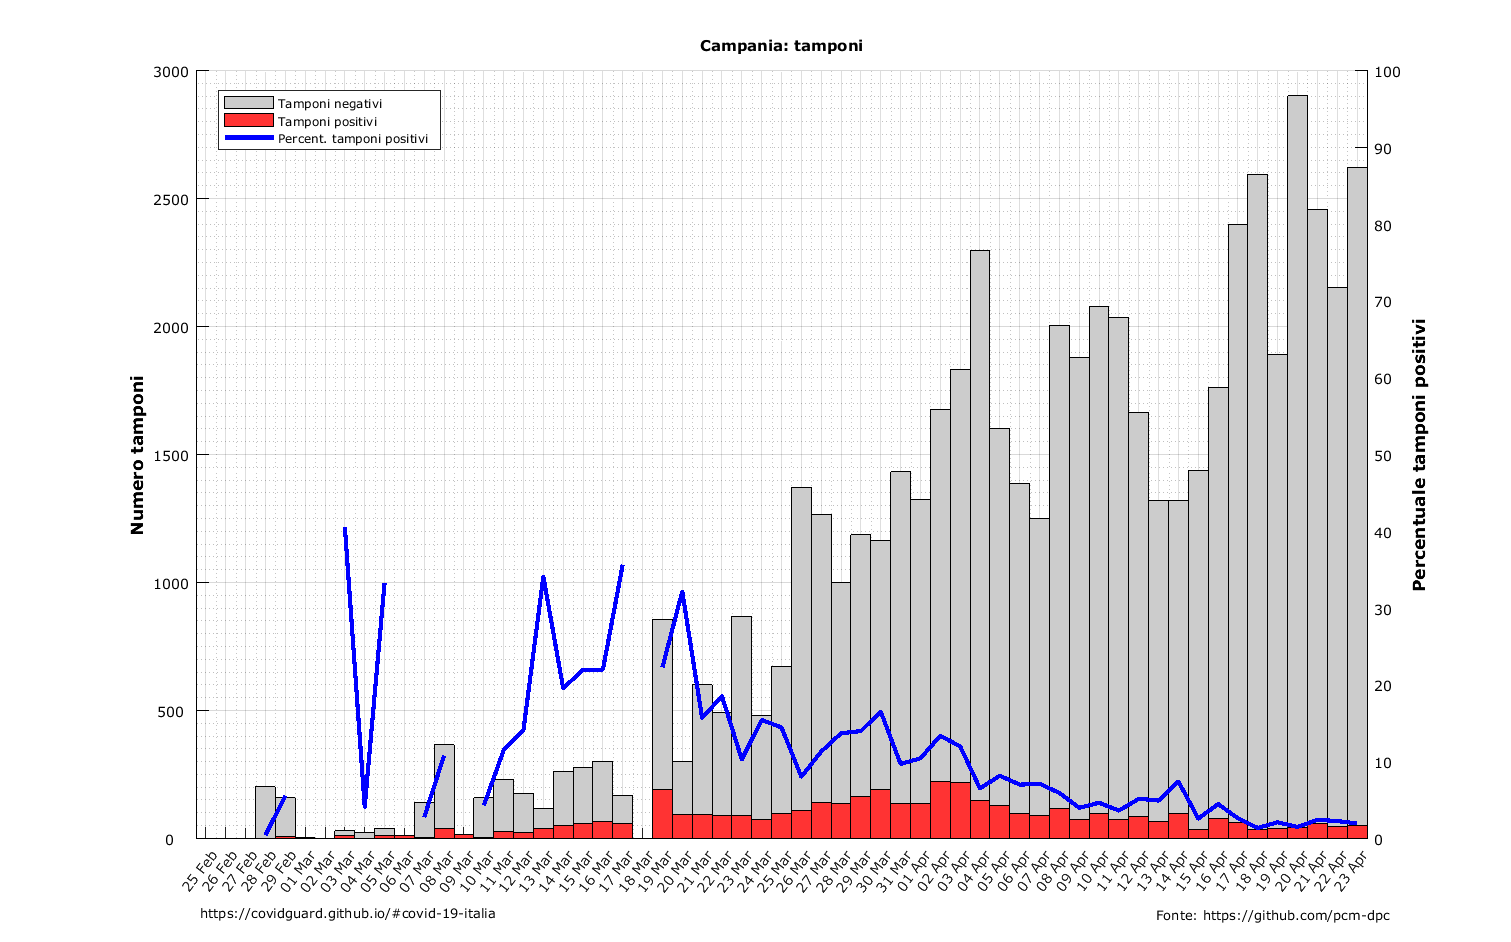 Campania: tamponi
3000
2500
2000
1500
1000
500
0
Numero tamponi
Tamponi negativi
Tamponi positivi
Percent. tamponi positivi
100
90
80
70
60
50
40
30
20
10
0
Percentuale tamponi positivi
25 Feb
26 Feb
27 Feb
28 Feb
29 Feb
01 Mar
02 Mar
03 Mar
04 Mar
05 Mar
06 Mar
07 Mar
08 Mar
09 Mar
10 Mar
11 Mar
12 Mar
13 Mar
14 Mar
15 Mar
16 Mar
17 Mar
18 Mar
19 Mar
20 Mar
21 Mar
22 Mar
23 Mar
24 Mar
25 Mar
26 Mar
27 Mar
28 Mar
29 Mar
30 Mar
31 Mar
01 Apr
02 Apr
03 Apr
04 Apr
05 Apr
06 Apr
07 Apr
08 Apr
09 Apr
10 Apr
11 Apr
12 Apr
13 Apr
14 Apr
15 Apr
16 Apr
17 Apr
18 Apr
19 Apr
20 Apr
21 Apr
22 Apr
23 Apr
https://covidguard.github.io/#covid-19-italia
Fonte: https://github.com/pcm-dpc